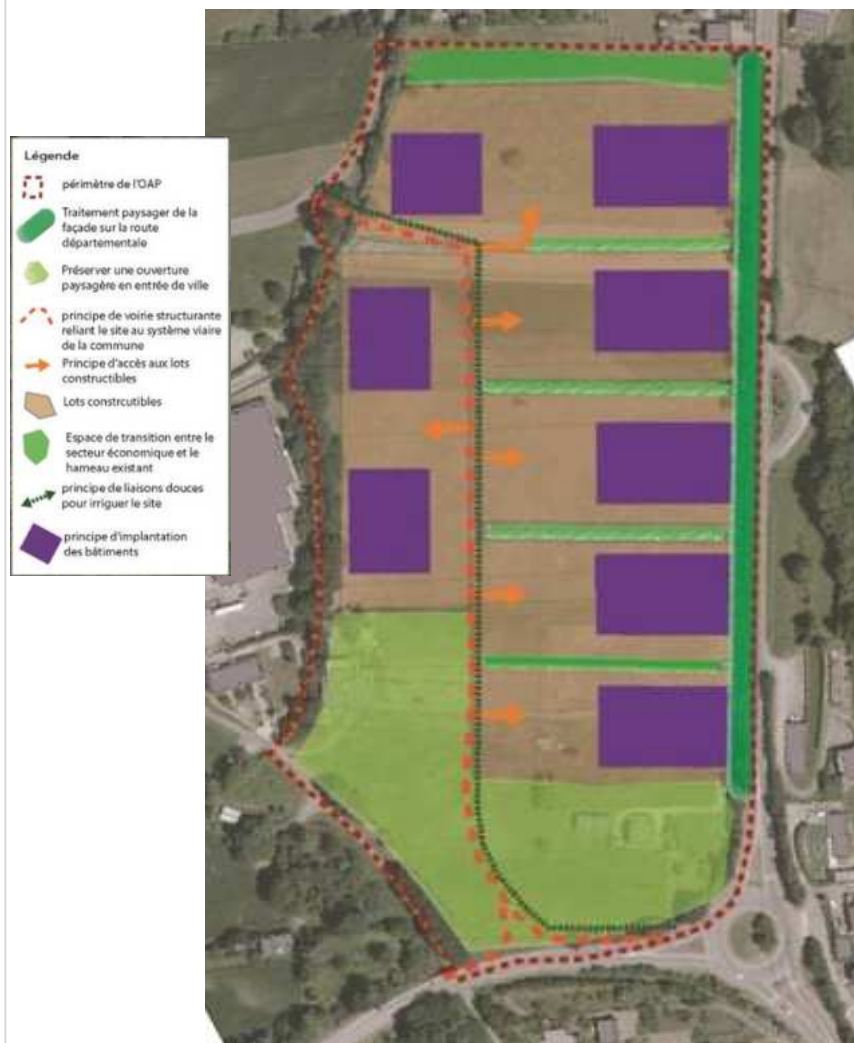 Légende
périmètre de l'OAP
Traitement paysager de la
façade sur la route
départementale
Préserver une ouverture
paysagère en entrée de ville
principe de voirie structurante
reliant le site au système viaire
de la commune
Principe d'accès aux lots
constructibles
Lots constrcutibles
Espace de transition entre le
secteur économique et le
hameau existant
principe de liaisons douces
pour irriguer le site
principe d'implantation
des bâtiments